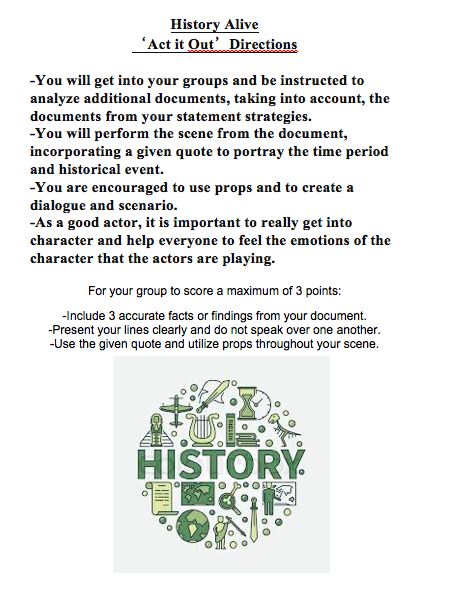 History Alive
‘Act it Out’ Directions
-You will get into your groups and be instructed to
analyze additional documents, taking into account, the
documents from your statement strategies.
-You will perform the scene from the document,
incorporating a given quote to portray the time period
and historical event.
-You are encouraged to use props and to create a
dialogue and scenario.
-As a good actor, it is important to really get into
character and help everyone to feel the emotions of the
character that the actors are playing.
For your group to score a maximum of 3 points:
-Include 3 accurate facts or findings from your document.
-Present your lines clearly and do not speak over one another.
-Use the given quote and utilize props throughout your scene.
HISTORY
HISTORY